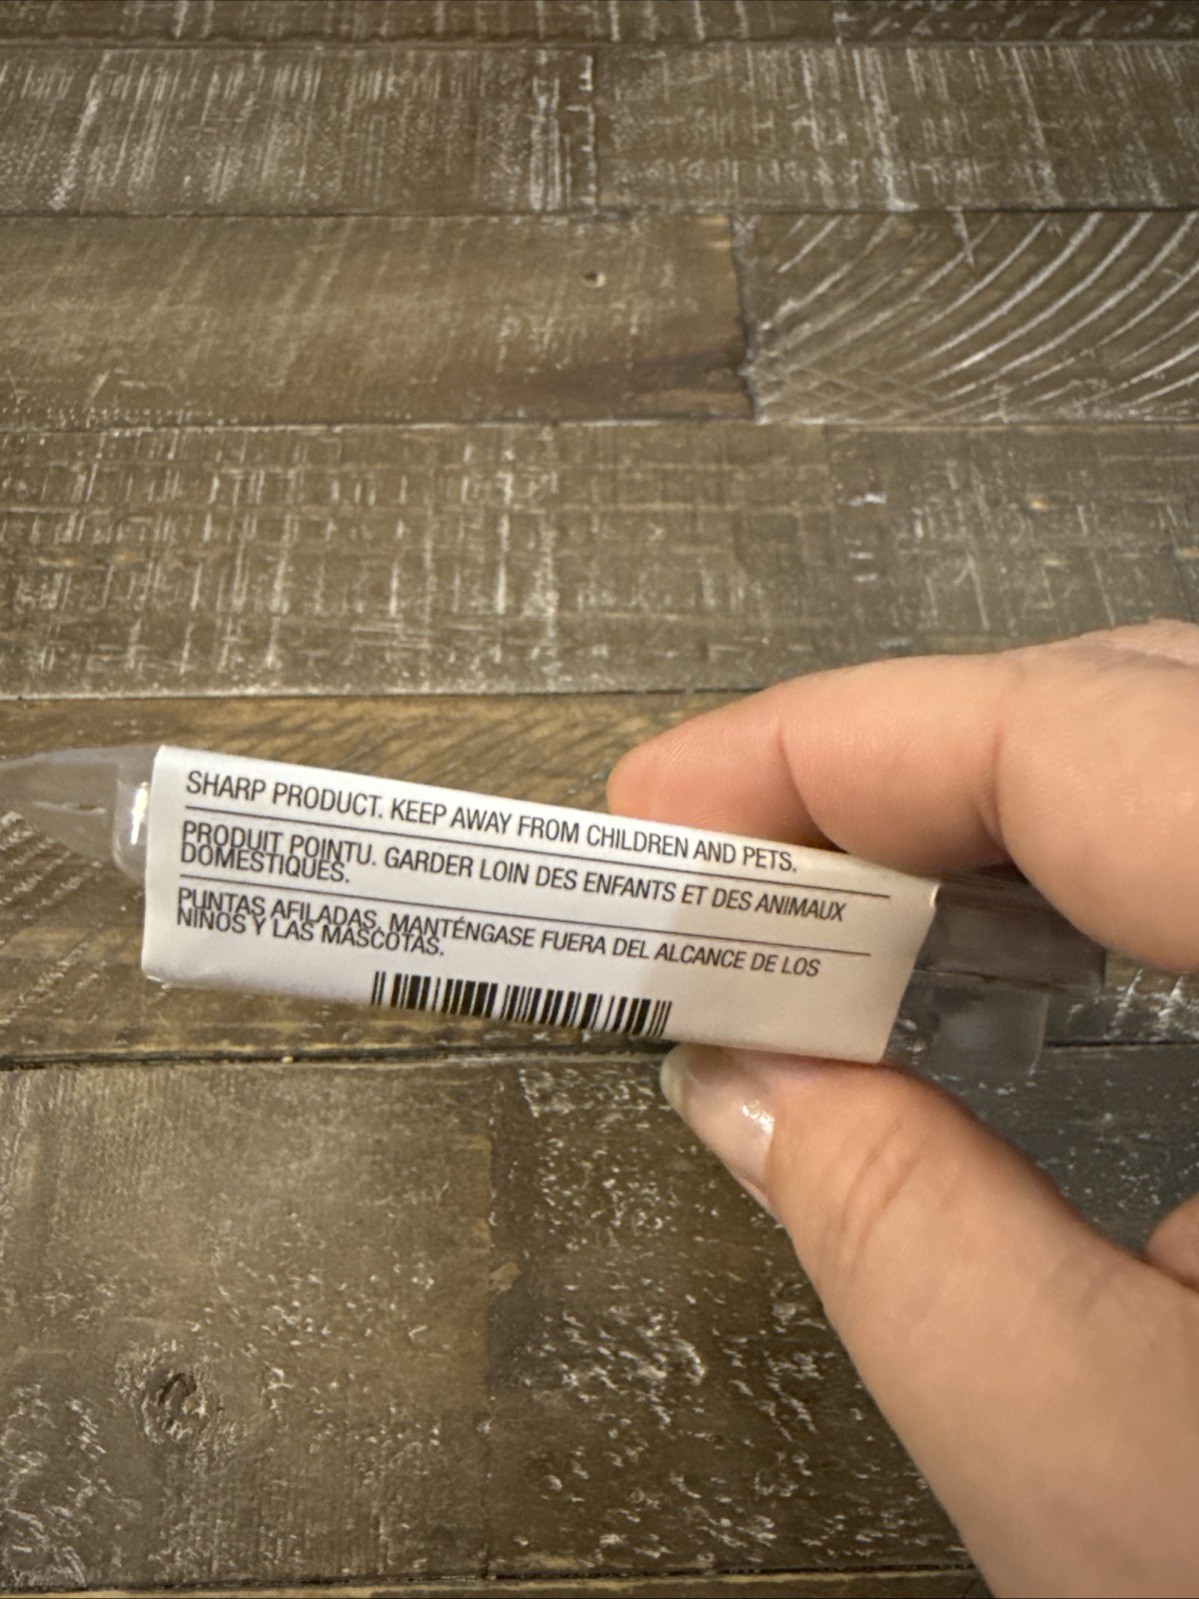 SHARP PRODUCT. KEEP AWAY FROM CHILDREN AND PETS.
PRODUIT POINTU. GARDER LOIN DES ENFANTS ET DES ANIMAUX
DOMESTIQUES.
PUNTAS AFILADAS. MANTÉNGASE FUERA DEL ALCANCE DE LOS
NIÑOS Y LAS MASCOTAS.